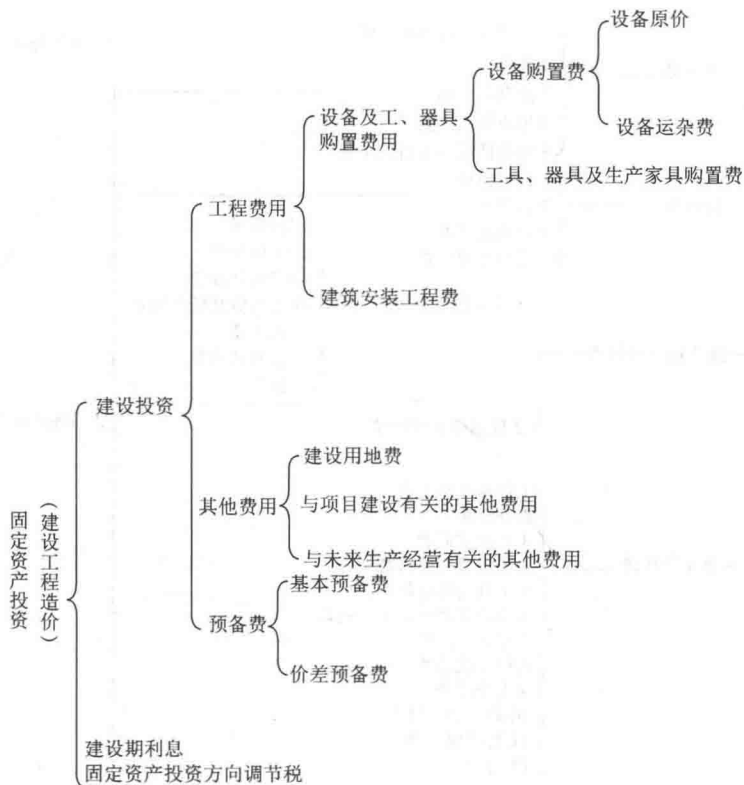 设备原价
设备购置费
设备运杂费
设备及工、器具
购置费用
工具、器具及生产家具购置费
工程费用
建筑安装工程费
建设投资
建设用地费
其他费用
与项目建设有关的其他费用
与未来生产经营有关的其他费用
基本预备费
预备费
价差预备费
固定资产投资
（建设工程造价）
建设期利息
固定资产投资方向调节税